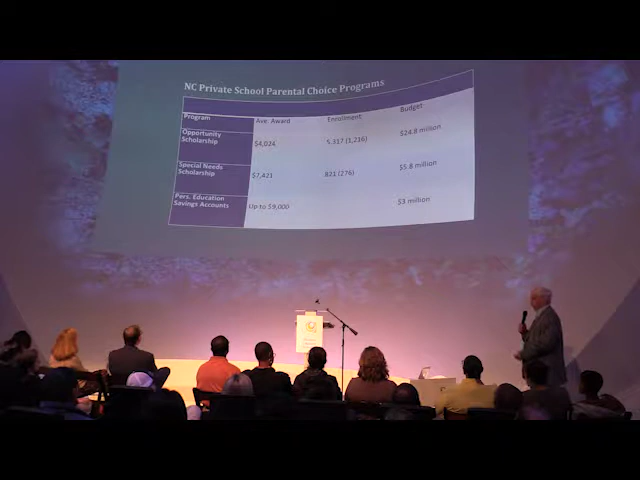 NC Private School Parental Choice Programs
Program Ave. Award Enrollment Budget
Opportunity
Scholarship $4,024 5,317 (1,216) $24.8 million
Special Needs
Scholarship $7,421 821 (276) $5.8 million
Pers. Education
Savings Accounts Up to $9,000 $3 million